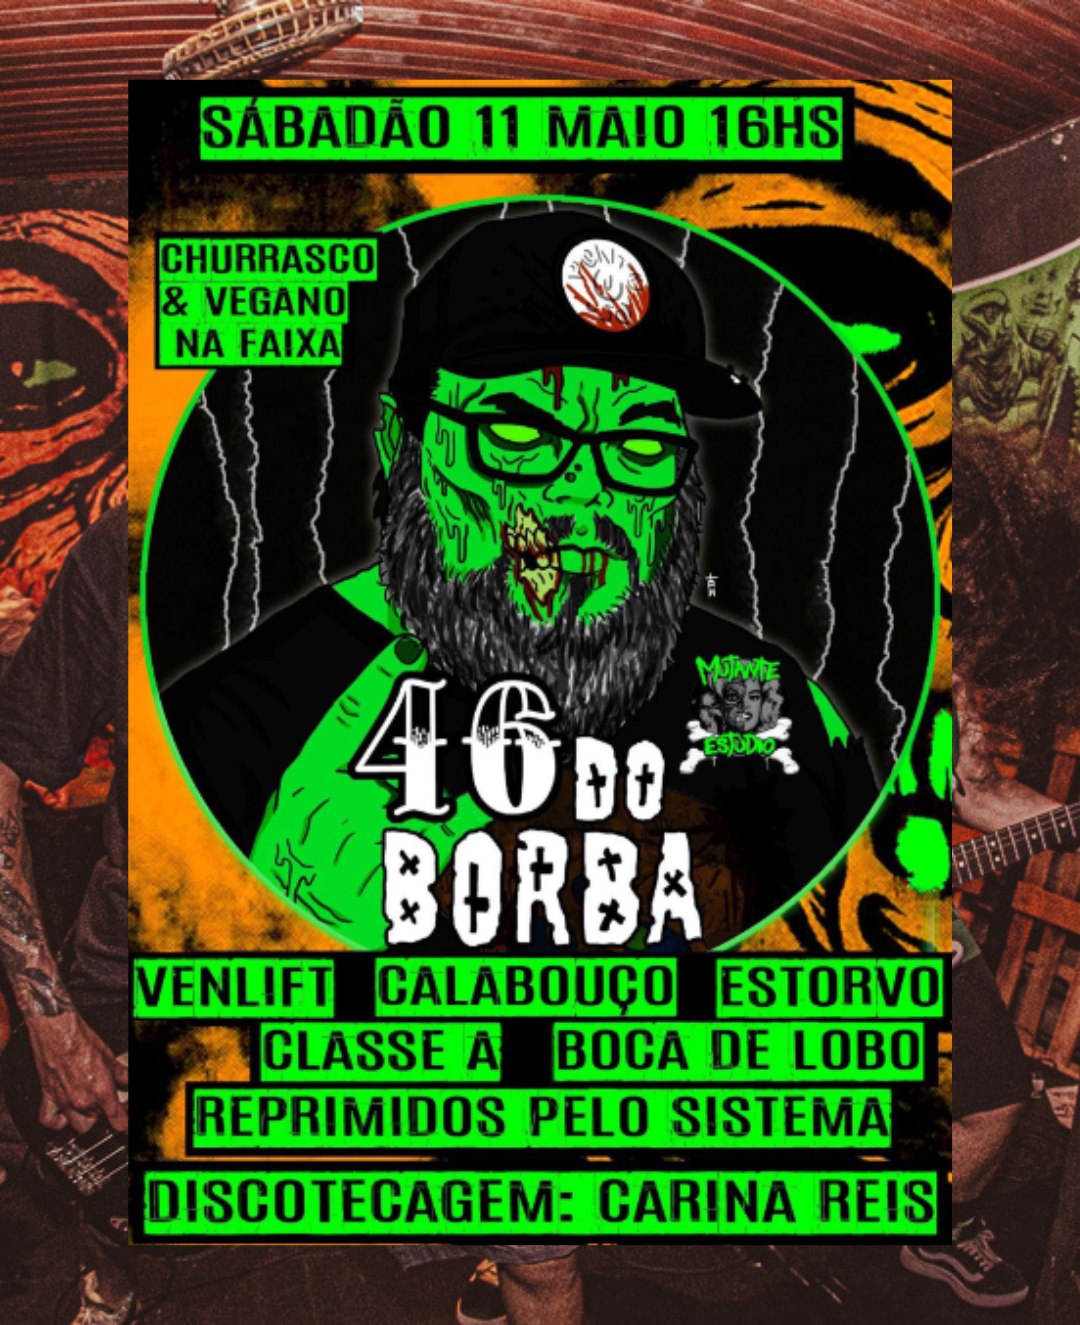 SÁBADÃO 11 MAIO 16HS
CHURRASCO
& VEGANO
NA FAIXA
MUTANTE
ESTÚDIO
46 DO
BORBA
VENLIFT CALABOUÇO ESTORVO
CLASSE A BOCA DE LOBO
REPRIMIDOS PELO SISTEMA
DISCOTECAGEM: CARINA REIS